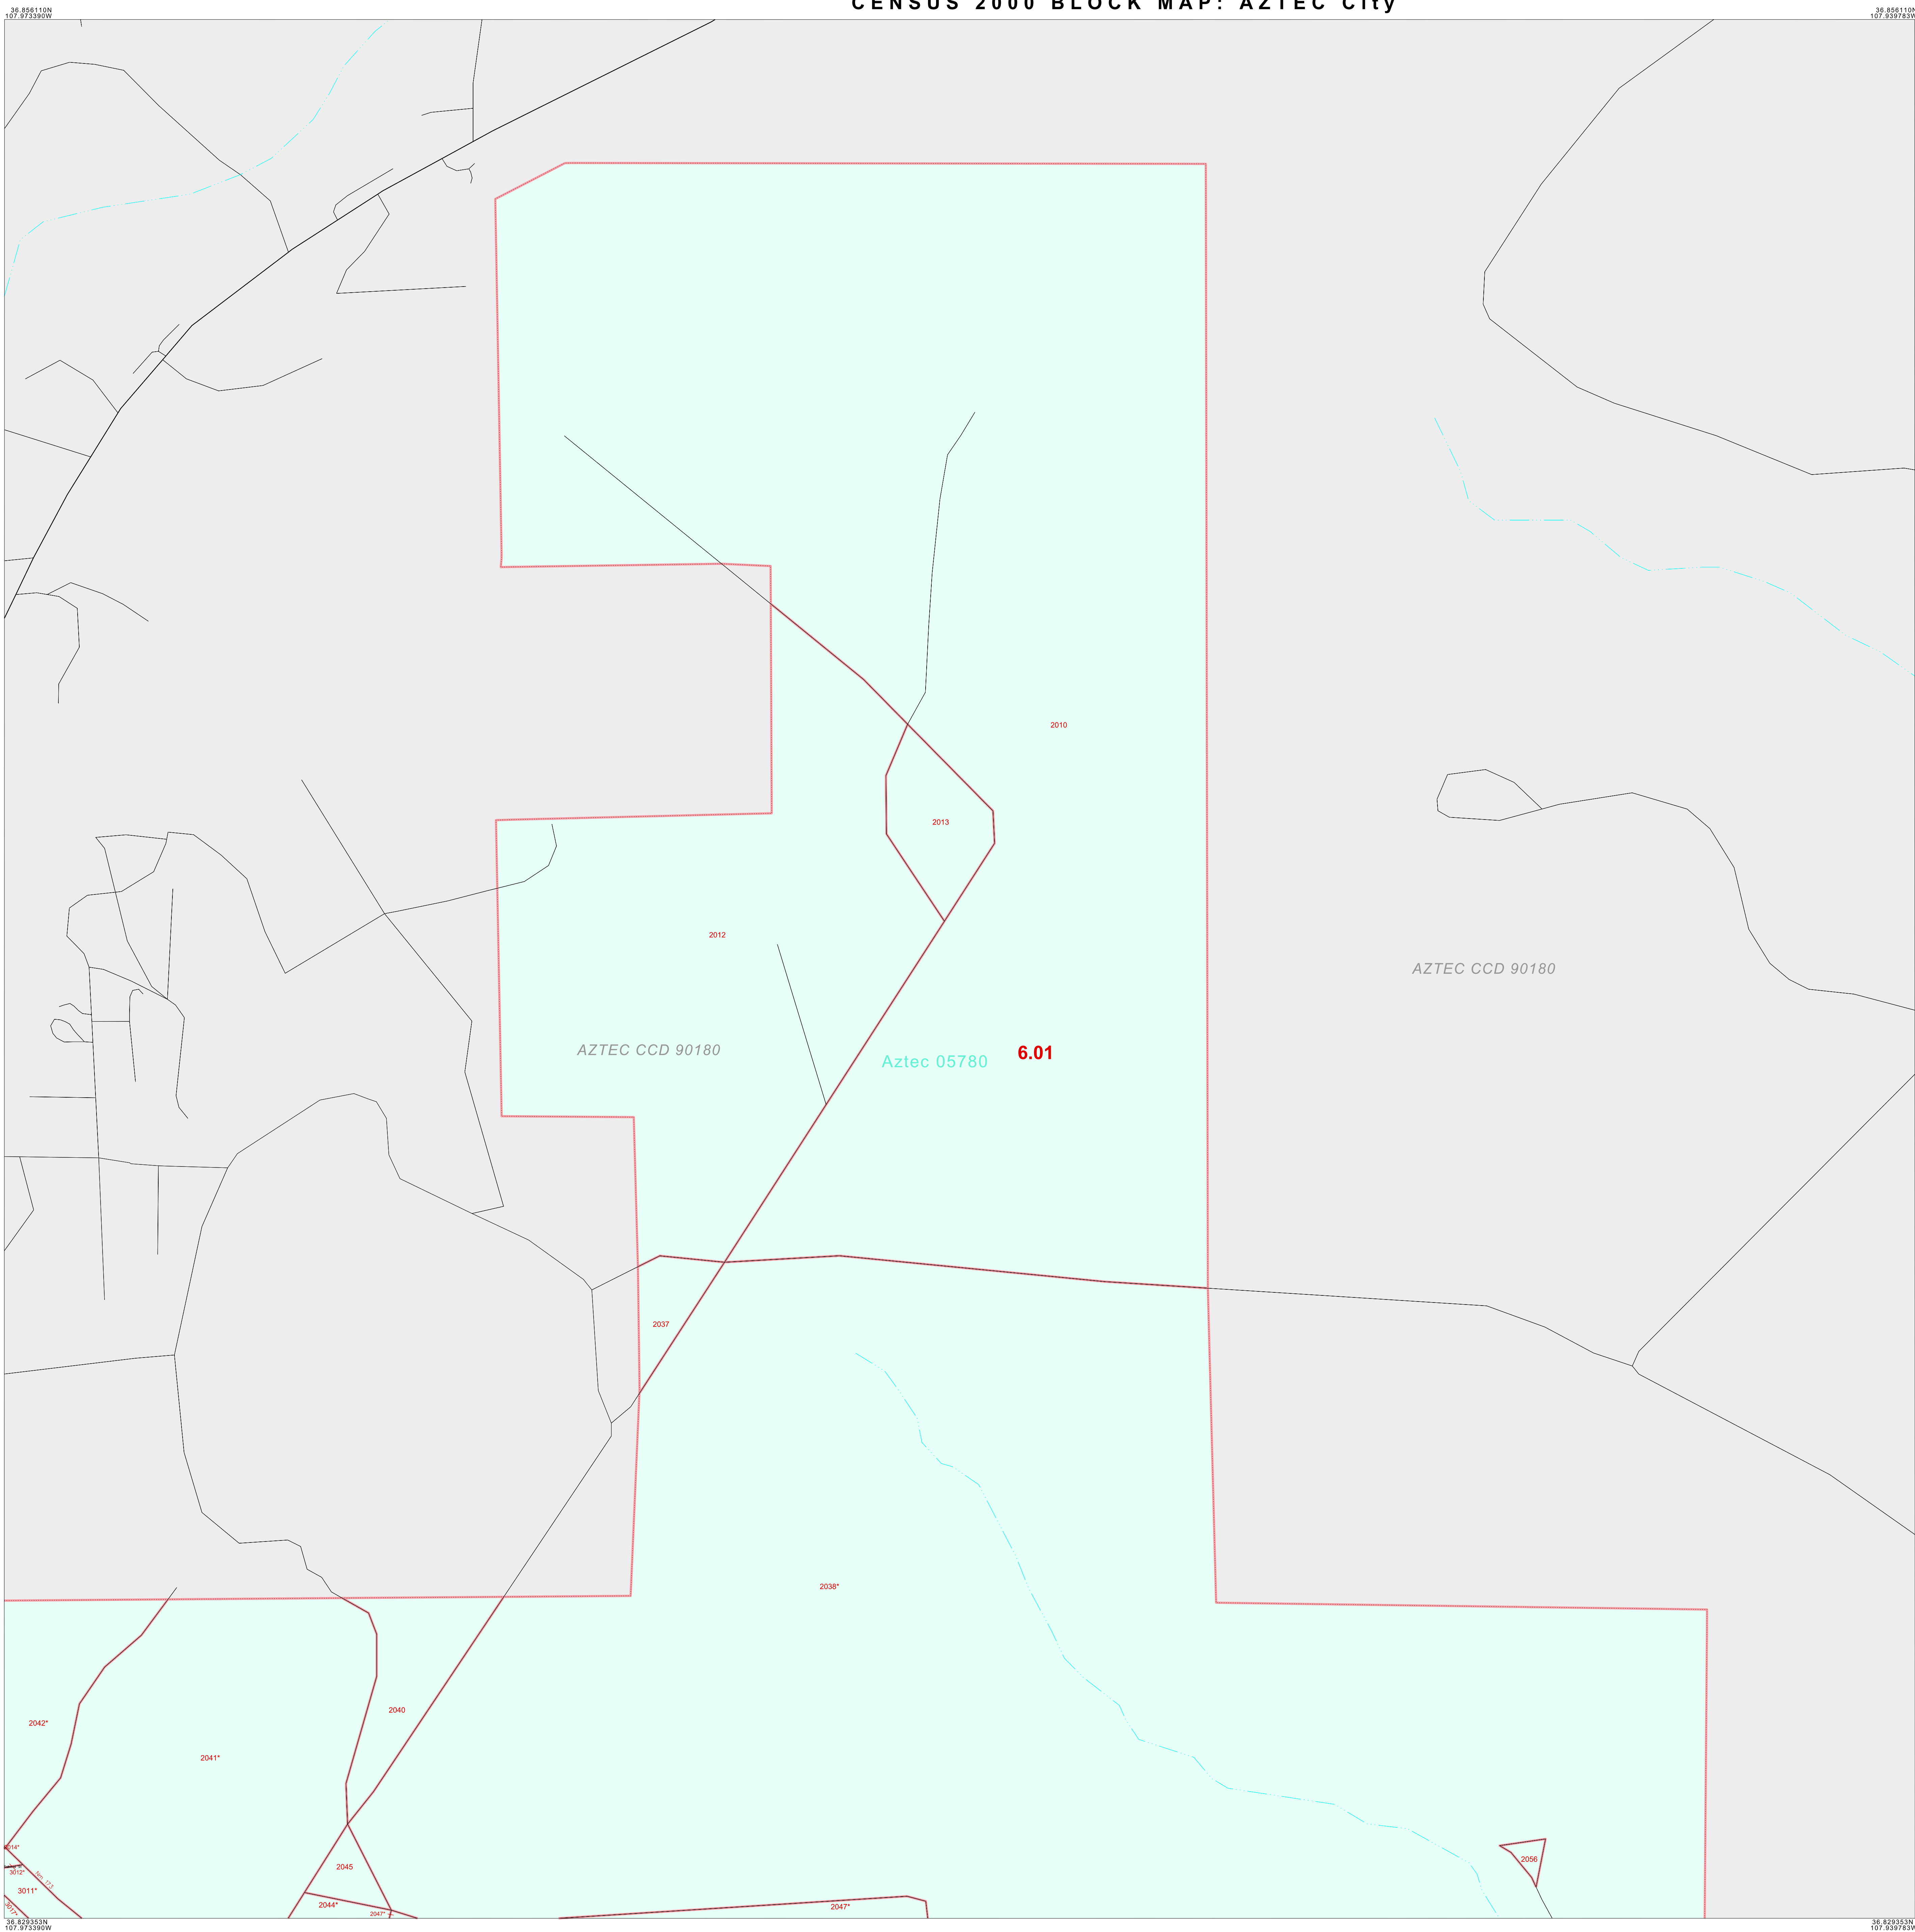 CENSUS 2000 BLOCK MAP: AZTEC City
36.856110N
107.973390W
36.856110N
107.939783W
2010
2013
2012
AZTEC CCD 90180
AZTEC CCD 90180
Aztec 05780
6.01
2037
2038*
2040
2042*
2041*
3012*
3011*
3017*
2045
2044*
2047*
2047*
2056
36.829353N
107.973390W
36.829353N
107.939783W